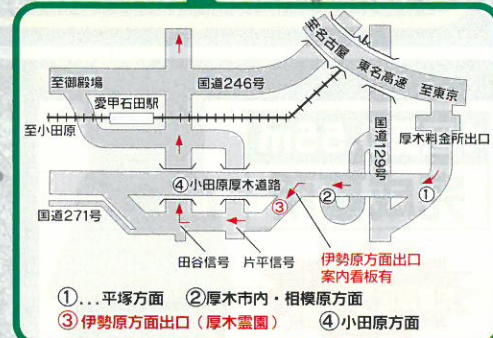 至名古屋
東名高速
至東京
至御殿場
国道246号
愛甲石田駅
至小田原
国道129号
厚木料金所出口
④小田原厚木道路
①
②
③
国道271号
田谷信号
片平信号
伊勢原方面出口
案内看板有
①…平塚方面 ②厚木市内・相模原方面
③伊勢原方面出口（厚木霊園） ④小田原方面